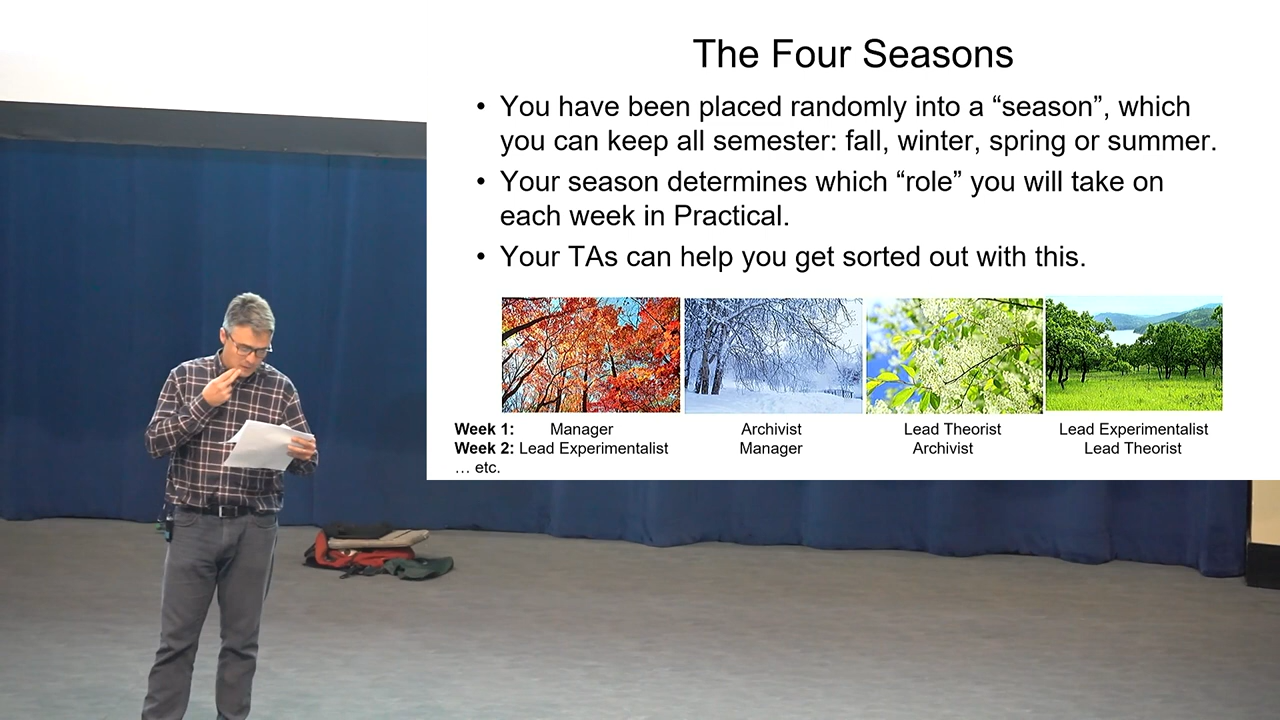 The Four Seasons
• You have been placed randomly into a “season”, which
you can keep all semester: fall, winter, spring or summer.
• Your season determines which “role” you will take on
each week in Practical.
• Your TAs can help you get sorted out with this.
Week 1: Manager Archivist Lead Theorist Lead Experimentalist
Week 2: Lead Experimentalist Manager Archivist Lead Theorist
… etc.